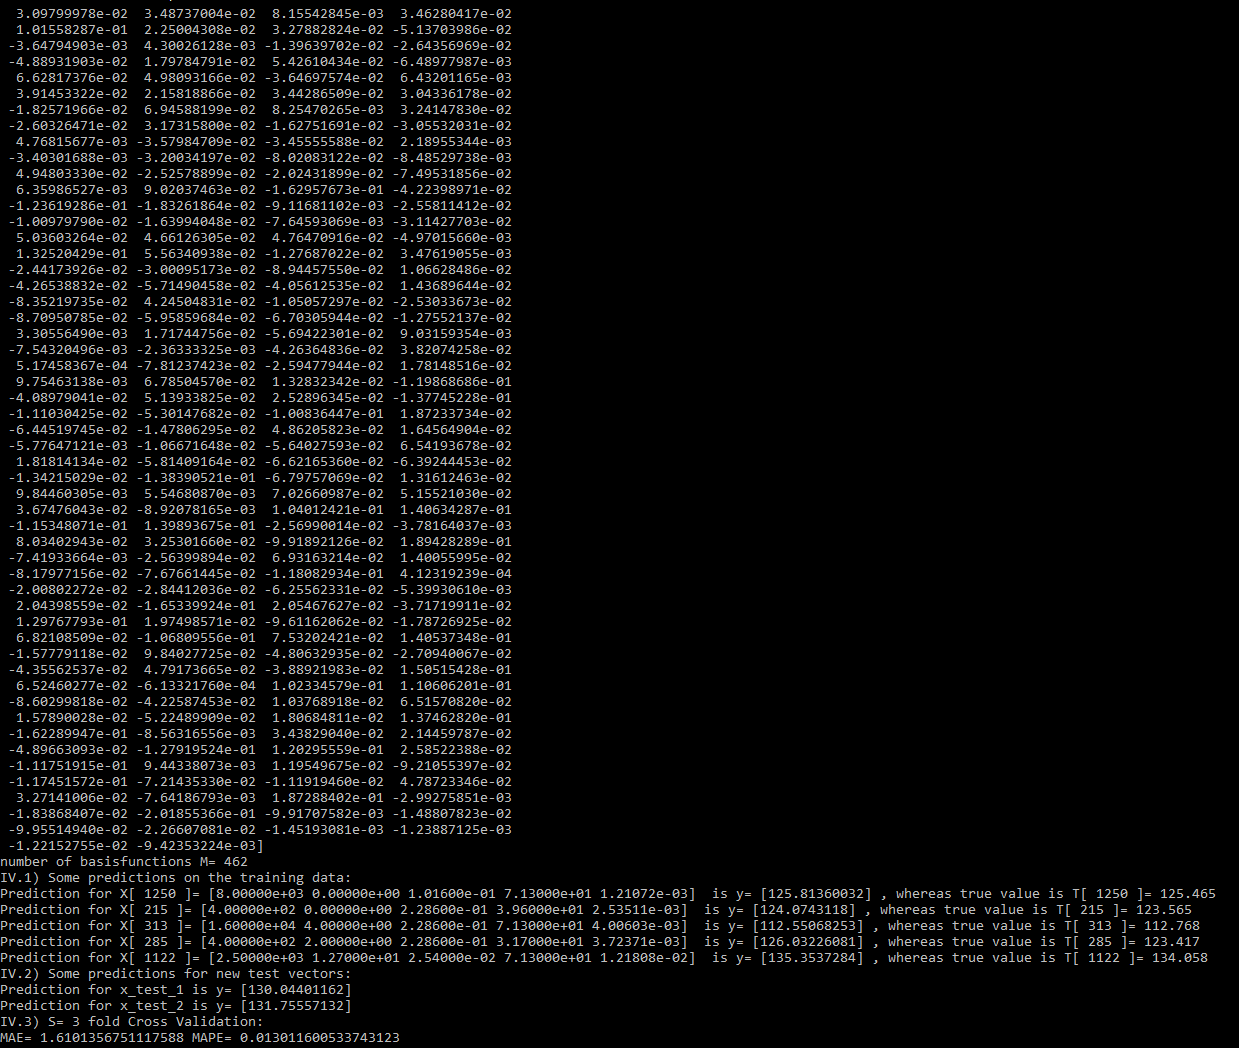 3.09799978e-02 3.48737004e-02 8.15542845e-03 3.46280417e-02
1.01558287e-01 2.25004308e-02 3.27882824e-02 -5.13703986e-02
-3.64794903e-03 4.30026128e-03 -1.39639702e-02 -2.64356969e-02
-4.88931903e-02 1.79784791e-02 5.42610434e-02 -6.48977987e-03
6.62817376e-02 4.98093166e-02 -3.64697574e-02 6.43201165e-03
3.91453322e-02 2.15818866e-02 3.44286509e-02 3.04336178e-02
-1.82571966e-02 6.94588199e-02 8.25470265e-03 3.24147830e-02
-2.60326471e-02 3.17315800e-02 -1.62751691e-02 -3.05532031e-02
4.76815677e-03 -3.57984709e-02 -3.45555588e-02 2.18955344e-03
-3.40301688e-03 -3.20034197e-02 -8.02083122e-02 -8.48529738e-03
4.94803330e-02 -2.52578899e-02 -2.02431899e-02 -7.49531856e-02
6.35986527e-03 9.02037463e-02 -1.62957673e-01 -4.22398971e-02
-1.23619286e-01 -1.83261864e-02 -9.11681102e-03 -2.55811412e-02
-1.00979790e-02 -1.63994048e-02 -7.64593069e-03 -3.11427703e-02
5.03603264e-02 4.66126305e-02 4.76470916e-02 -4.97015660e-03
1.32520429e-01 5.56340938e-02 -1.27687022e-02 3.47619055e-03
-2.44173926e-02 -3.00095173e-02 -8.94457550e-02 1.06628486e-02
-4.26538832e-02 -5.71490458e-02 -4.05612535e-02 1.43689644e-02
-8.35219735e-02 4.24504831e-02 -1.05057297e-02 -2.53033673e-02
-8.70950785e-02 -5.95859684e-02 -6.70305944e-02 -1.27552137e-02
3.30556490e-03 1.71744756e-02 -5.69422301e-02 9.03159354e-03
-7.54320496e-03 -2.36333325e-03 -4.26364836e-02 3.82074258e-02
5.17458367e-04 -7.81237423e-02 -2.59477944e-02 1.78148516e-02
9.75463138e-03 6.78504570e-02 1.32832342e-02 -1.19868686e-01
-4.08979041e-02 5.13933825e-02 2.52896345e-02 -1.37745228e-01
-1.11030425e-02 -5.30147682e-02 -1.00836447e-01 1.87233734e-02
-6.44519745e-02 -1.47806295e-02 4.86205823e-02 1.64564904e-02
-5.77647121e-03 -1.06671648e-02 -5.64027593e-02 6.54193678e-02
1.81814134e-02 -5.81409164e-02 -6.62165360e-02 -6.39244453e-02
-1.34215029e-02 -1.38390521e-01 -6.79757069e-02 1.31612463e-02
9.84460305e-03 5.54680870e-03 7.02660987e-02 5.15521030e-02
3.67476043e-02 -8.92078165e-03 1.04012421e-01 1.40634287e-01
-1.15348071e-01 1.39893675e-01 -2.56990014e-02 -3.78164037e-03
8.03402943e-02 3.25301660e-02 -9.91892126e-02 1.89428289e-01
-7.41933664e-03 -2.56399894e-02 6.93163214e-02 1.40055995e-02
-8.17977156e-02 -7.67661445e-02 -1.18082934e-01 4.12319239e-04
-2.00802272e-02 -2.84412036e-02 -6.25562331e-02 -5.39930610e-03
2.04398559e-02 -1.65339924e-01 2.05467627e-02 -3.71719911e-02
1.29767793e-01 1.97498571e-02 -9.61162062e-02 -1.78726925e-02
6.82108509e-02 -1.06809556e-01 7.53202421e-02 1.40537348e-01
-1.57779118e-02 9.84027725e-02 -4.80632935e-02 -2.70940067e-02
-4.35562537e-02 4.79173665e-02 -3.88921983e-02 1.50515428e-01
6.52460277e-02 -6.13321760e-04 1.02334579e-01 1.10606201e-01
-8.60299818e-02 -4.22587453e-02 1.03768918e-02 6.51570820e-02
1.57890028e-02 -5.22489909e-02 1.80684811e-02 1.37462820e-01
-1.62289947e-01 -8.56316556e-03 3.43829040e-02 2.14459787e-02
-4.89663093e-02 -1.27919524e-01 1.20295559e-01 2.58522388e-02
-1.11751915e-01 9.44338073e-03 1.19549675e-02 -9.21055397e-02
-1.17451572e-01 -7.21435330e-02 -1.11919460e-02 4.78723346e-02
3.27141006e-02 -7.64186793e-03 1.87288402e-01 -2.99275851e-03
-1.83868407e-02 -2.01855366e-01 -9.91707582e-03 -1.48807823e-02
-9.95514940e-02 -2.26607081e-02 -1.45193081e-03 -1.23887125e-03
-1.22152755e-02 -9.42353224e-03]
number of basisfunctions M= 462
IV.1) Some predictions on the training data:
Prediction for X[ 1250 ]= [8.00000e+03 0.00000e+00 1.01600e-01 7.13000e+01 1.21072e-03]  is y= [125.81360032] , whereas true value is T[ 1250 ]= 125.465
Prediction for X[ 215 ]= [4.00000e+02 0.00000e+00 2.28600e-01 3.96000e+01 2.53511e-03]  is y= [124.0743118] , whereas true value is T[ 215 ]= 123.565
Prediction for X[ 313 ]= [1.60000e+04 4.00000e+00 2.28600e-01 7.13000e+01 4.00603e-03]  is y= [112.55068253] , whereas true value is T[ 313 ]= 112.768
Prediction for X[ 285 ]= [4.00000e+02 2.00000e+00 2.28600e-01 3.17000e+01 3.72371e-03]  is y= [126.03226081] , whereas true value is T[ 285 ]= 123.417
Prediction for X[ 1122 ]= [2.50000e+03 1.27000e+01 2.54000e-02 7.13000e+01 1.21808e-02]  is y= [135.3537284] , whereas true value is T[ 1122 ]= 134.058
IV.2) Some predictions for new test vectors:
Prediction for x_test_1 is y= [130.04401162]
Prediction for x_test_2 is y= [131.75557132]
IV.3) S= 3 fold Cross Validation:
MAE= 1.6101356751117588 MAPE= 0.013011600533743123